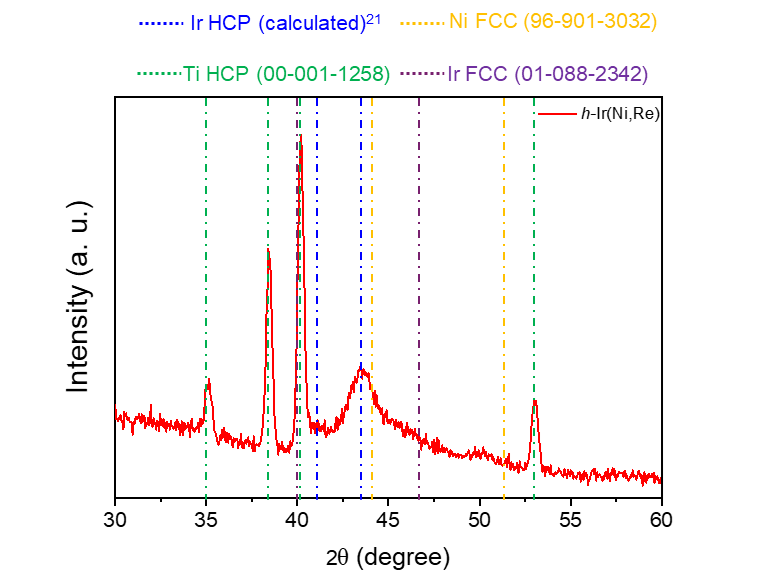 Ir HCP (calculated)21 Ni FCC (96-901-3032)
Ti HCP (00-001-1258) Ir FCC (01-088-2342)
h-Ir(Ni,Re)
Intensity (a. u.)
30 35 40 45 50 55 60
2θ (degree)